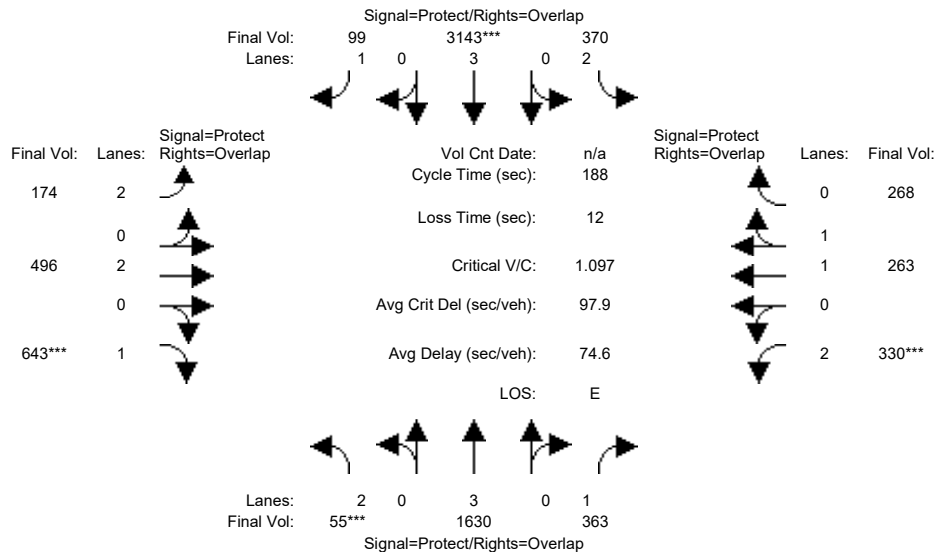 Signal=Protect/Rights=Overlap
Final Vol: 99 3143*** 370
Lanes: 1 0 3 0 2
Signal=Protect Signal=Protect
Final Vol: Lanes: Rights=Overlap Vol Cnt Date: n/a Rights=Overlap Lanes: Final Vol:
Cycle Time (sec): 188
174 2 0 268
Loss Time (sec): 12
0 1
496 2 Critical V/C: 1.097 1 263
0 Avg Crit Del (sec/veh): 97.9 0
643*** 1 Avg Delay (sec/veh): 74.6 2 330***
LOS: E
Lanes: 2 0 3 0 1
Final Vol: 55*** 1630 363
Signal=Protect/Rights=Overlap